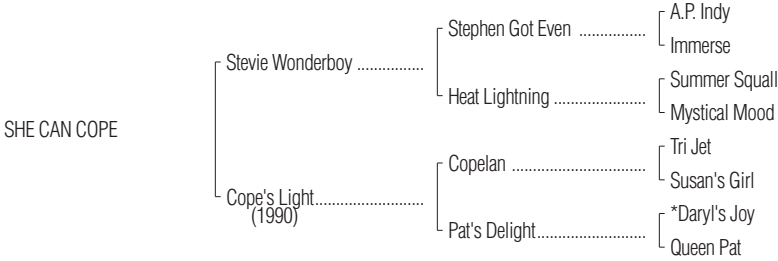 A.P. Indy
Stephen Got Even ................
Immerse
Stevie Wonderboy ................
Summer Squall
Heat Lightning ......................
Mystical Mood
SHE CAN COPE
Tri Jet
Copelan ................................
Susan's Girl
Cope's Light..........................
(1990)
*Daryl's Joy
Pat's Delight..........................
Queen Pat